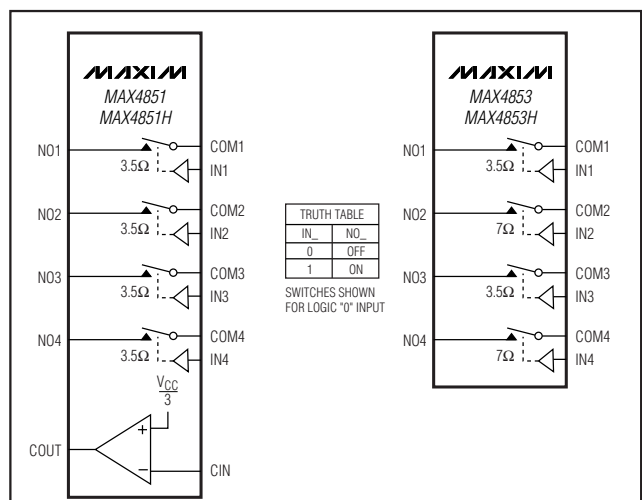 MAXIM
MAX4851
MAX4851H
NO1
3.5Ω
COM1
IN1
NO2
3.5Ω
COM2
IN2
NO3
3.5Ω
COM3
IN3
NO4
3.5Ω
COM4
IN4
VCC
3
+
−
COUT
CIN
TRUTH TABLE
IN_ NO_
0 OFF
1 ON
SWITCHES SHOWN
FOR LOGIC "0" INPUT
MAXIM
MAX4853
MAX4853H
NO1
3.5Ω
COM1
IN1
NO2
7Ω
COM2
IN2
NO3
3.5Ω
COM3
IN3
NO4
7Ω
COM4
IN4